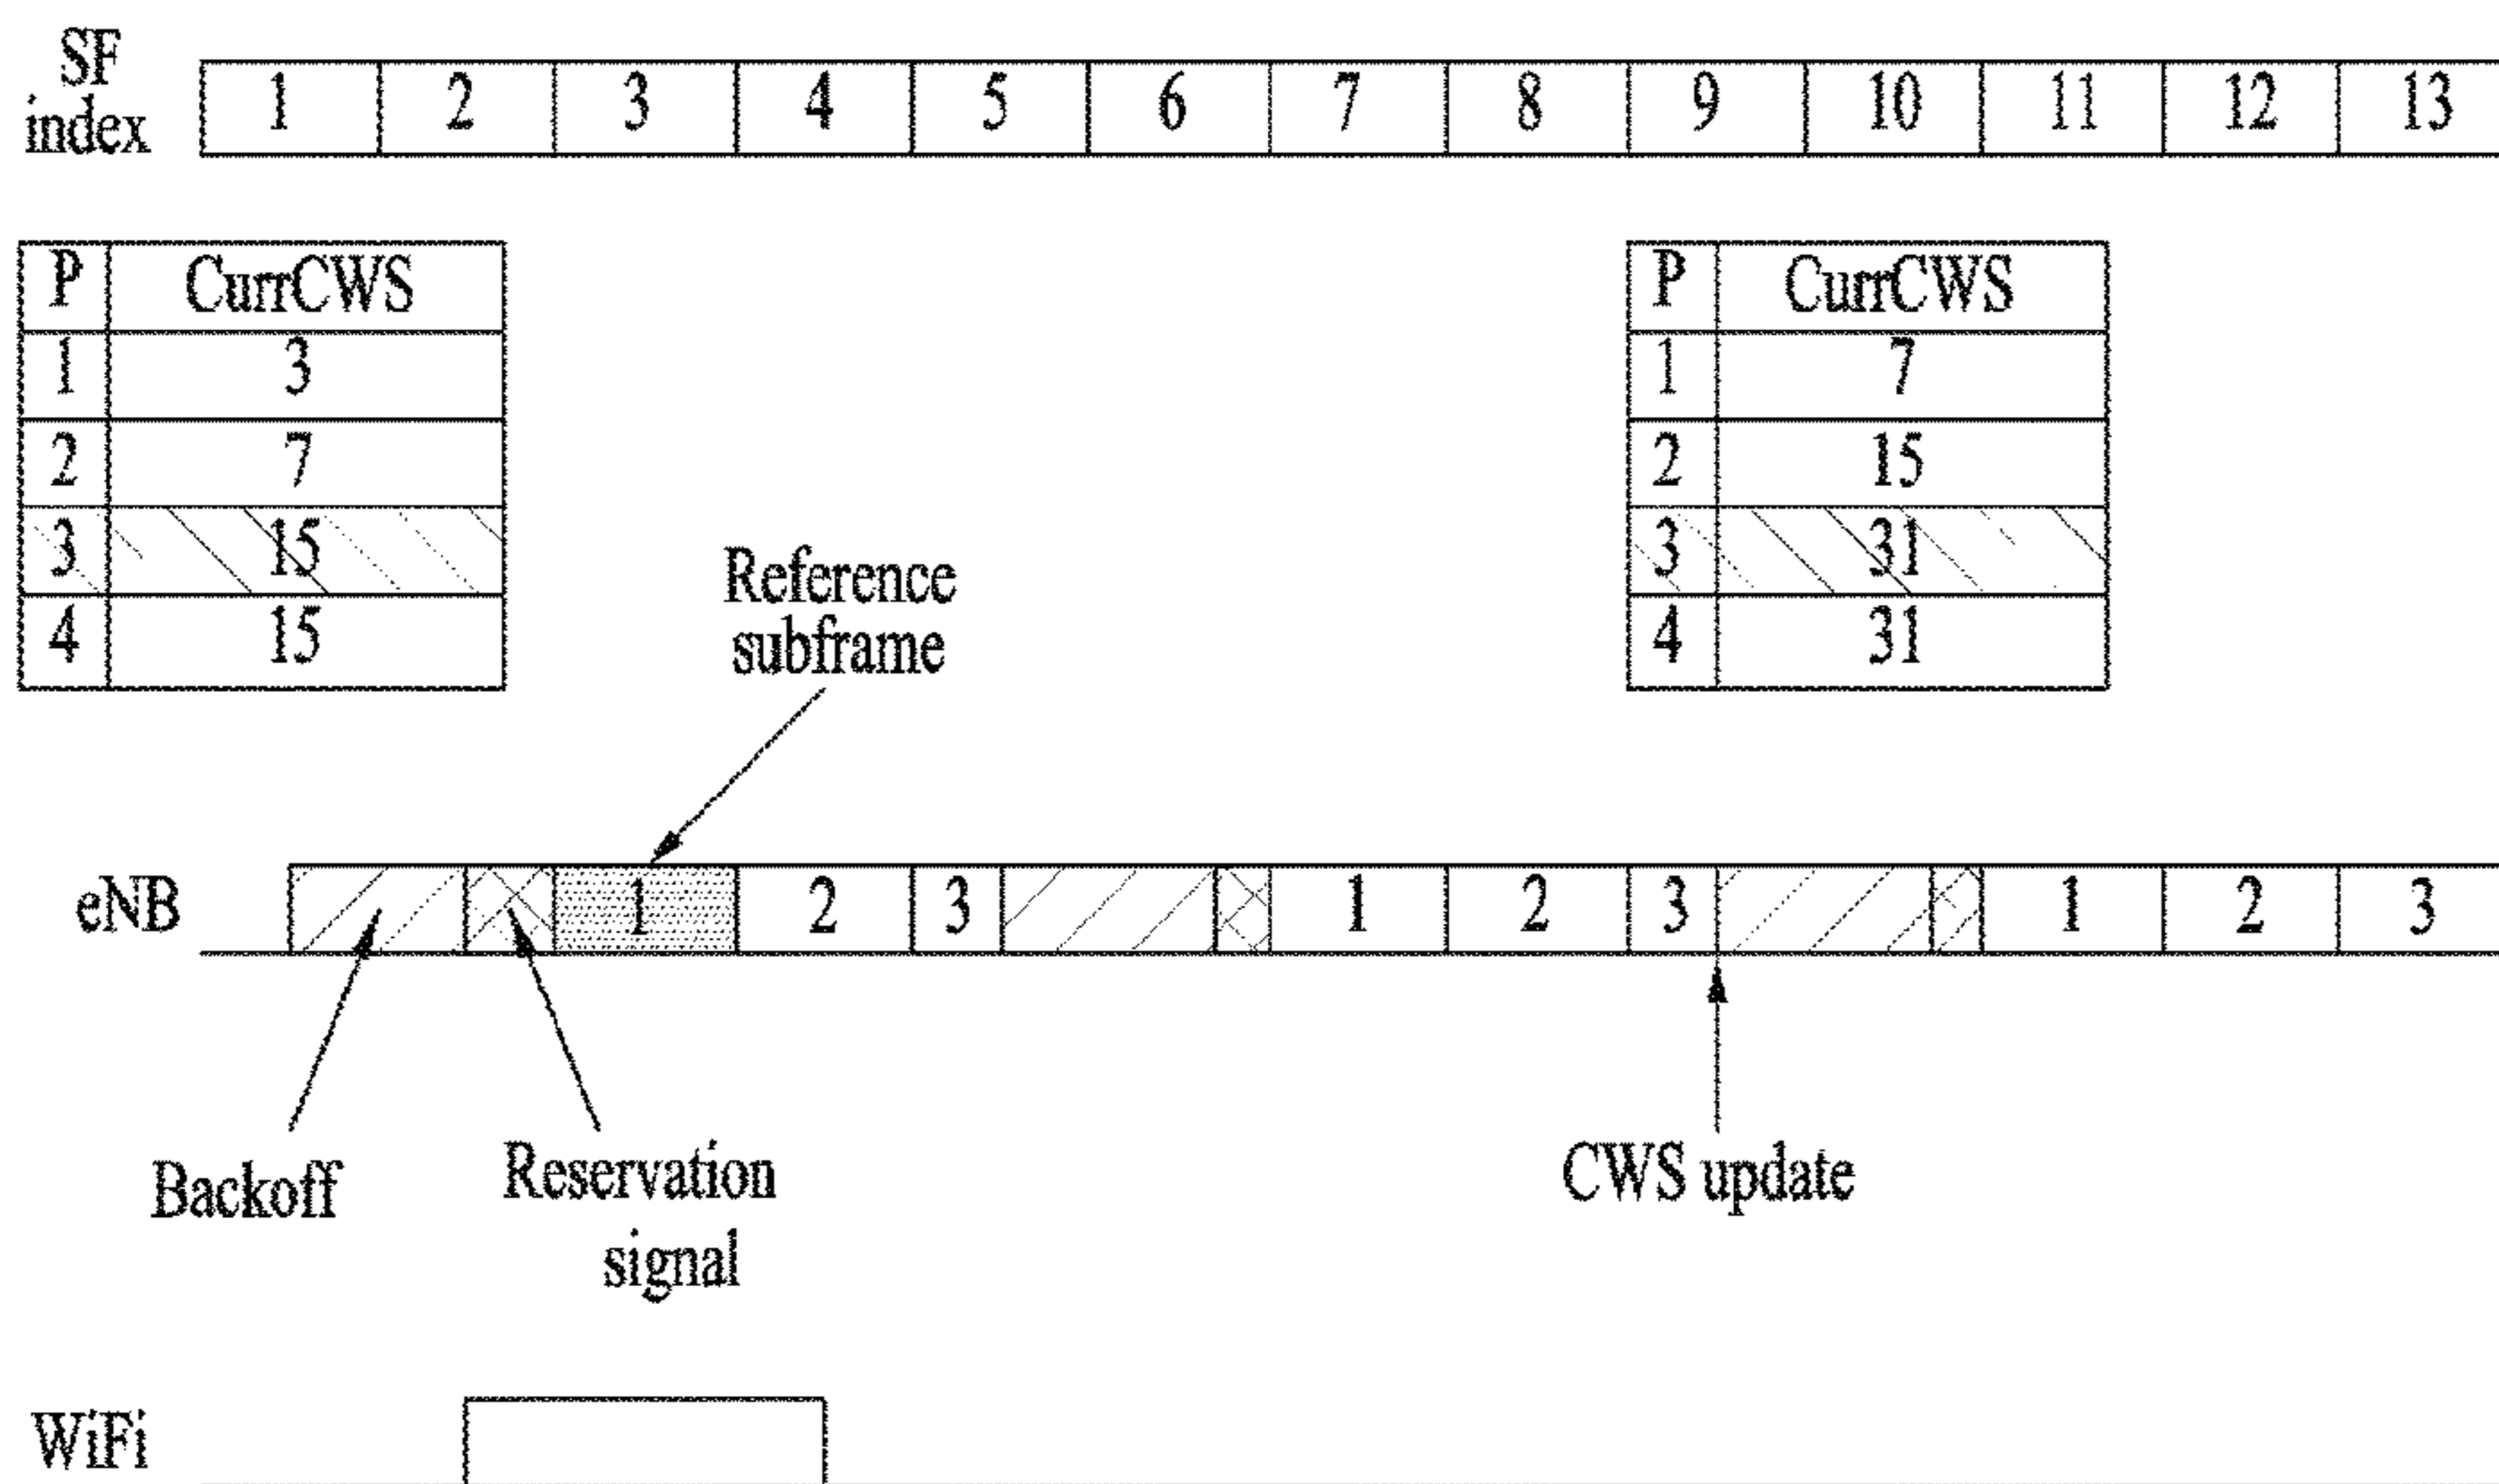 SF
index
1 2 3 4 5 6 7 8 9 10 11 12 13
P CurrCWS
1 3
2 7
3 15
4 15
P CurrCWS
1 7
2 15
3 31
4 31
Reference
subframe
eNB 1 2 3 1 2 3 1 2 3
Backoff
Reservation
signal
CWS update
WiFi